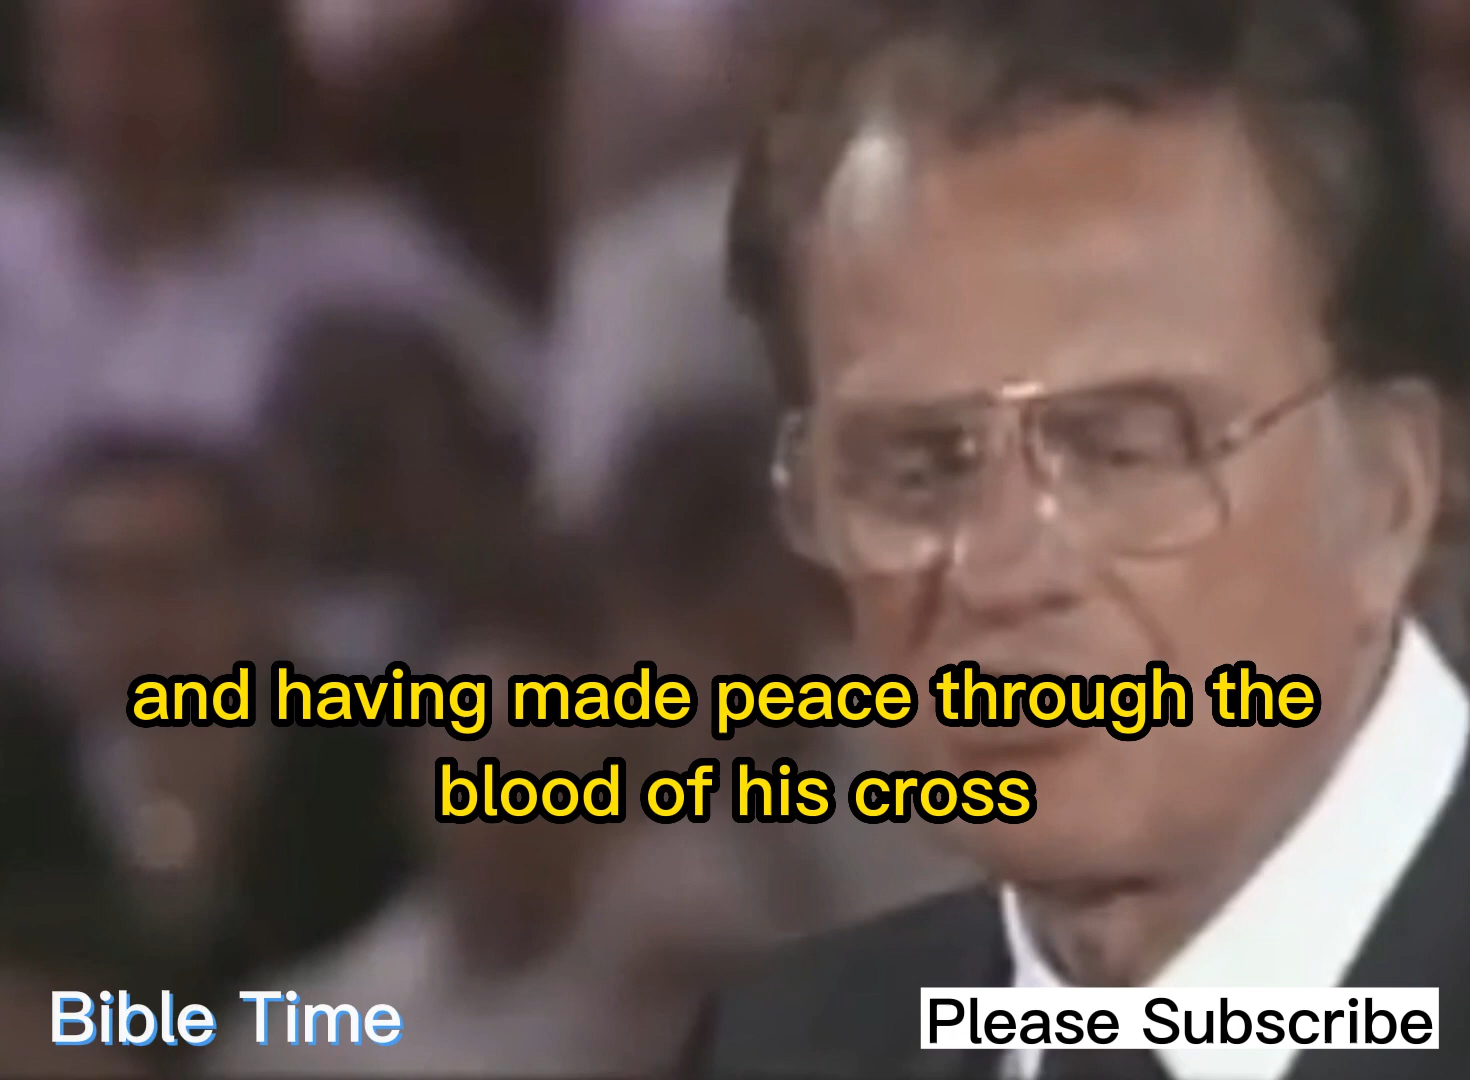 and having made peace through the
blood of his cross
Bible Time
Please Subscribe